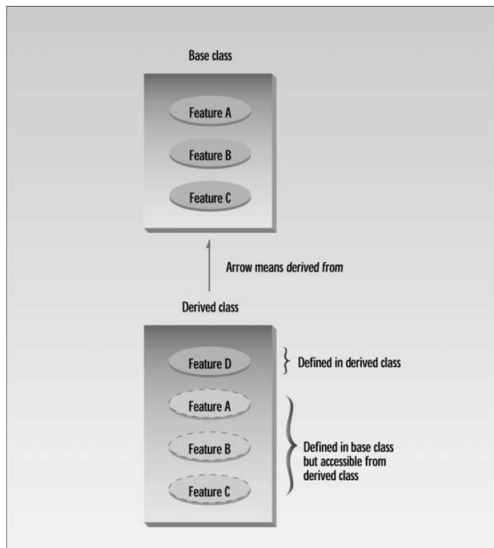 Base class
Feature A
Feature B
Feature C
Arrow means derived from
Derived class
Feature D
Defined in derived class
Feature A
Feature B
Feature C
Defined in base class
but accessible from
derived class